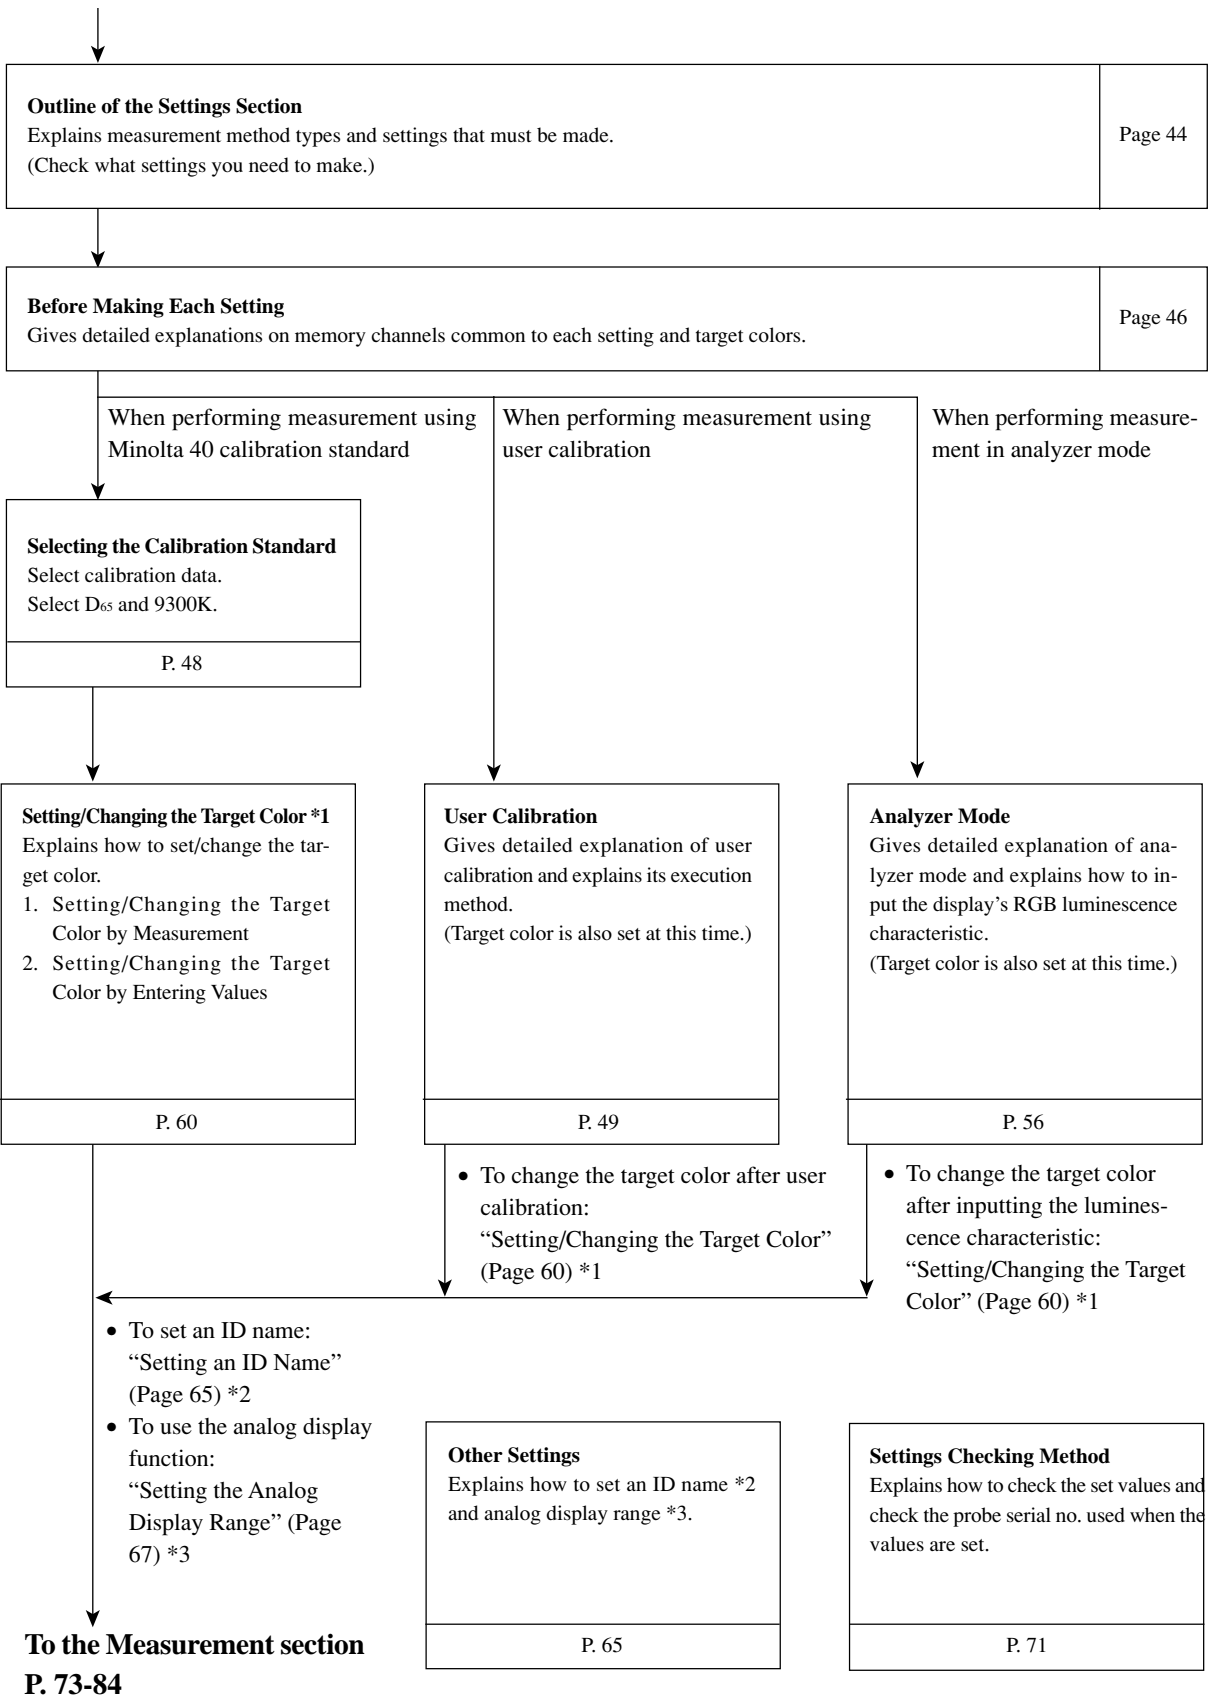 Outline of the Settings Section
Explains measurement method types and settings that must be made.
(Check what settings you need to make.)
Page 44
Before Making Each Setting
Gives detailed explanations on memory channels common to each setting and target colors.
Page 46
When performing measurement using
Minolta 40 calibration standard
When performing measurement using
user calibration
When performing measure-
ment in analyzer mode
Selecting the Calibration Standard
Select calibration data.
Select D65 and 9300K.
P. 48
Setting/Changing the Target Color *1
Explains how to set/change the tar-
get color.
1. Setting/Changing the Target
Color by Measurement
2. Setting/Changing the Target
Color by Entering Values
P. 60
User Calibration
Gives detailed explanation of user
calibration and explains its execution
method.
(Target color is also set at this time.)
P. 49
Analyzer Mode
Gives detailed explanation of ana-
lyzer mode and explains how to in-
put the display's RGB luminescence
characteristic.
(Target color is also set at this time.)
P. 56
• To change the target color after user
calibration:
“Setting/Changing the Target Color”
(Page 60) *1
• To change the target color
after inputting the lumines-
cence characteristic:
“Setting/Changing the Target
Color” (Page 60) *1
• To set an ID name:
“Setting an ID Name”
(Page 65) *2
• To use the analog display
function:
“Setting the Analog
Display Range” (Page
67) *3
Other Settings
Explains how to set an ID name *2
and analog display range *3.
P. 65
Settings Checking Method
Explains how to check the set values and
check the probe serial no. used when the
values are set.
P. 71
To the Measurement section
P. 73-84